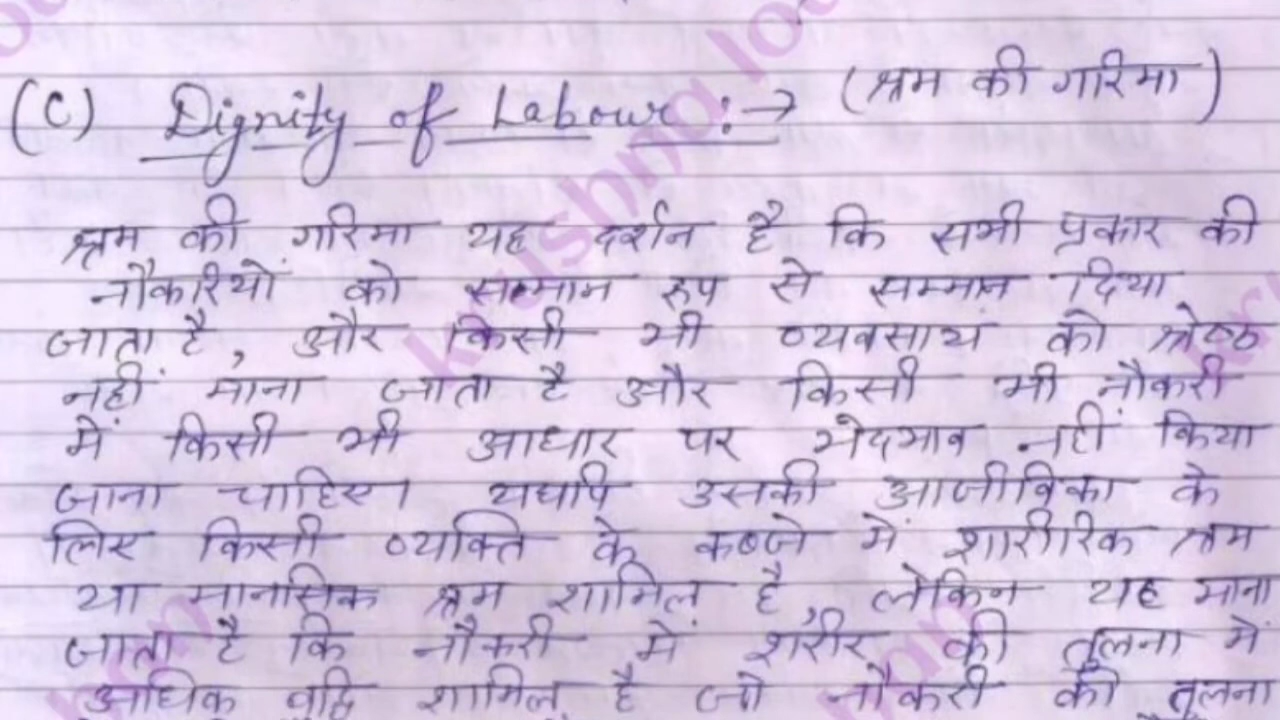 (C) Dignity of Labour :→ (श्रम की गरिमा)
श्रम की गरिमा यह दर्शन है कि सभी प्रकार की
नौकरियों को समान रूप से सम्मान दिया
जाता है, और किसी भी व्यवसाय को श्रेष्ठ
नहीं माना जाता है और किसी भी नौकरी
में किसी भी आधार पर भेदभाव नहीं किया
जाना चाहिए। यद्यपि उसकी आजीविका के
लिए किसी व्यक्ति के कब्जे में शारीरिक श्रम
या मानसिक श्रम शामिल है, लेकिन यह माना
जाता है कि नौकरी में शरीर की तुलना में
अधिक शामिल है जो नौकरी की तुलना